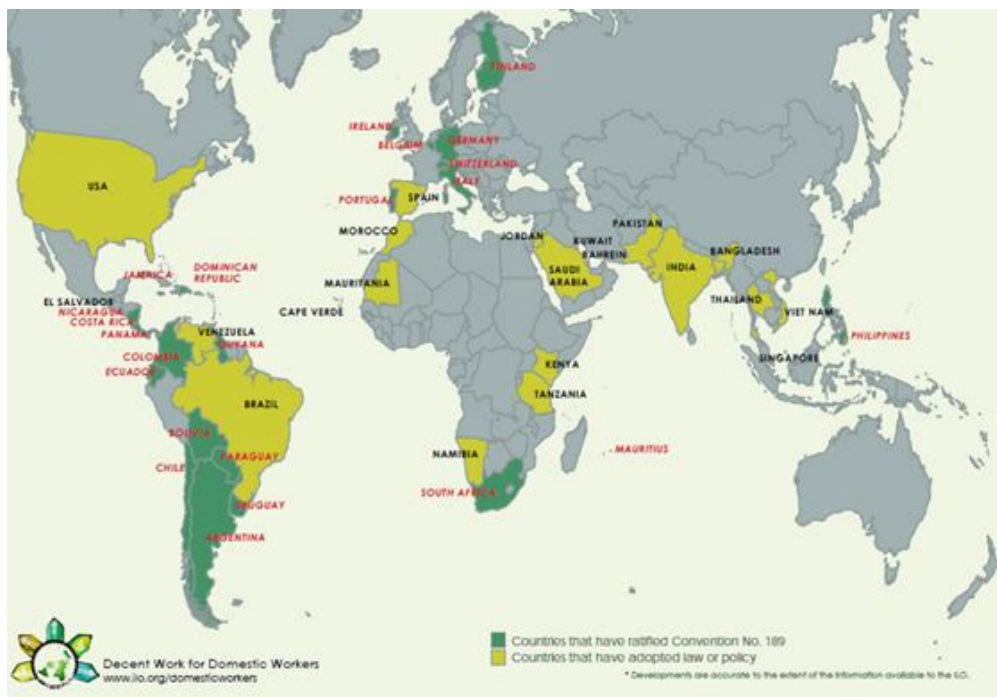 FINLAND
IRELAND
BELGIUM
GERMANY
SWITZERLAND
ITALY
USA
PORTUGAL
SPAIN
MOROCCO
JORDAN
KUWAIT
BAHREIN
PAKISTAN
BANGLADESH
INDIA
SAUDI
ARABIA
MAURITANIA
JAMAICA
DOMINICAN
REPUBLIC
EL SALVADOR
NICARAGUA
COSTA RICA
PANAMA
CAPE VERDE
THAILAND
VIET NAM
PHILIPPINES
VENEZUELA
GUYANA
COLOMBIA
ECUADOR
SINGAPORE
KENYA
TANZANIA
BRAZIL
BOLIVIA
PARAGUAY
CHILE
NAMIBIA
MAURITIUS
SOUTH AFRICA
URUGUAY
ARGENTINA
Countries that have ratified Convention No. 189
Countries that have adopted law or policy
* Developments are accurate to the extent of the information available to the ILO.
Decent Work for Domestic Workers
www.ilo.org/domesticworkers